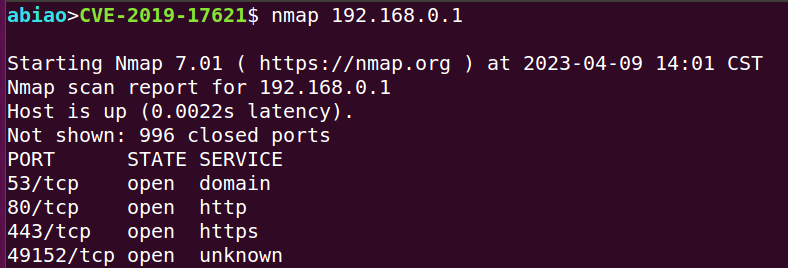 abiao>CVE-2019-17621$ nmap 192.168.0.1
Starting Nmap 7.01 ( https://nmap.org ) at 2023-04-09 14:01 CST
Nmap scan report for 192.168.0.1
Host is up (0.0022s latency).
Not shown: 996 closed ports
PORT      STATE SERVICE
53/tcp    open  domain
80/tcp    open  http
443/tcp   open  https
49152/tcp open  unknown